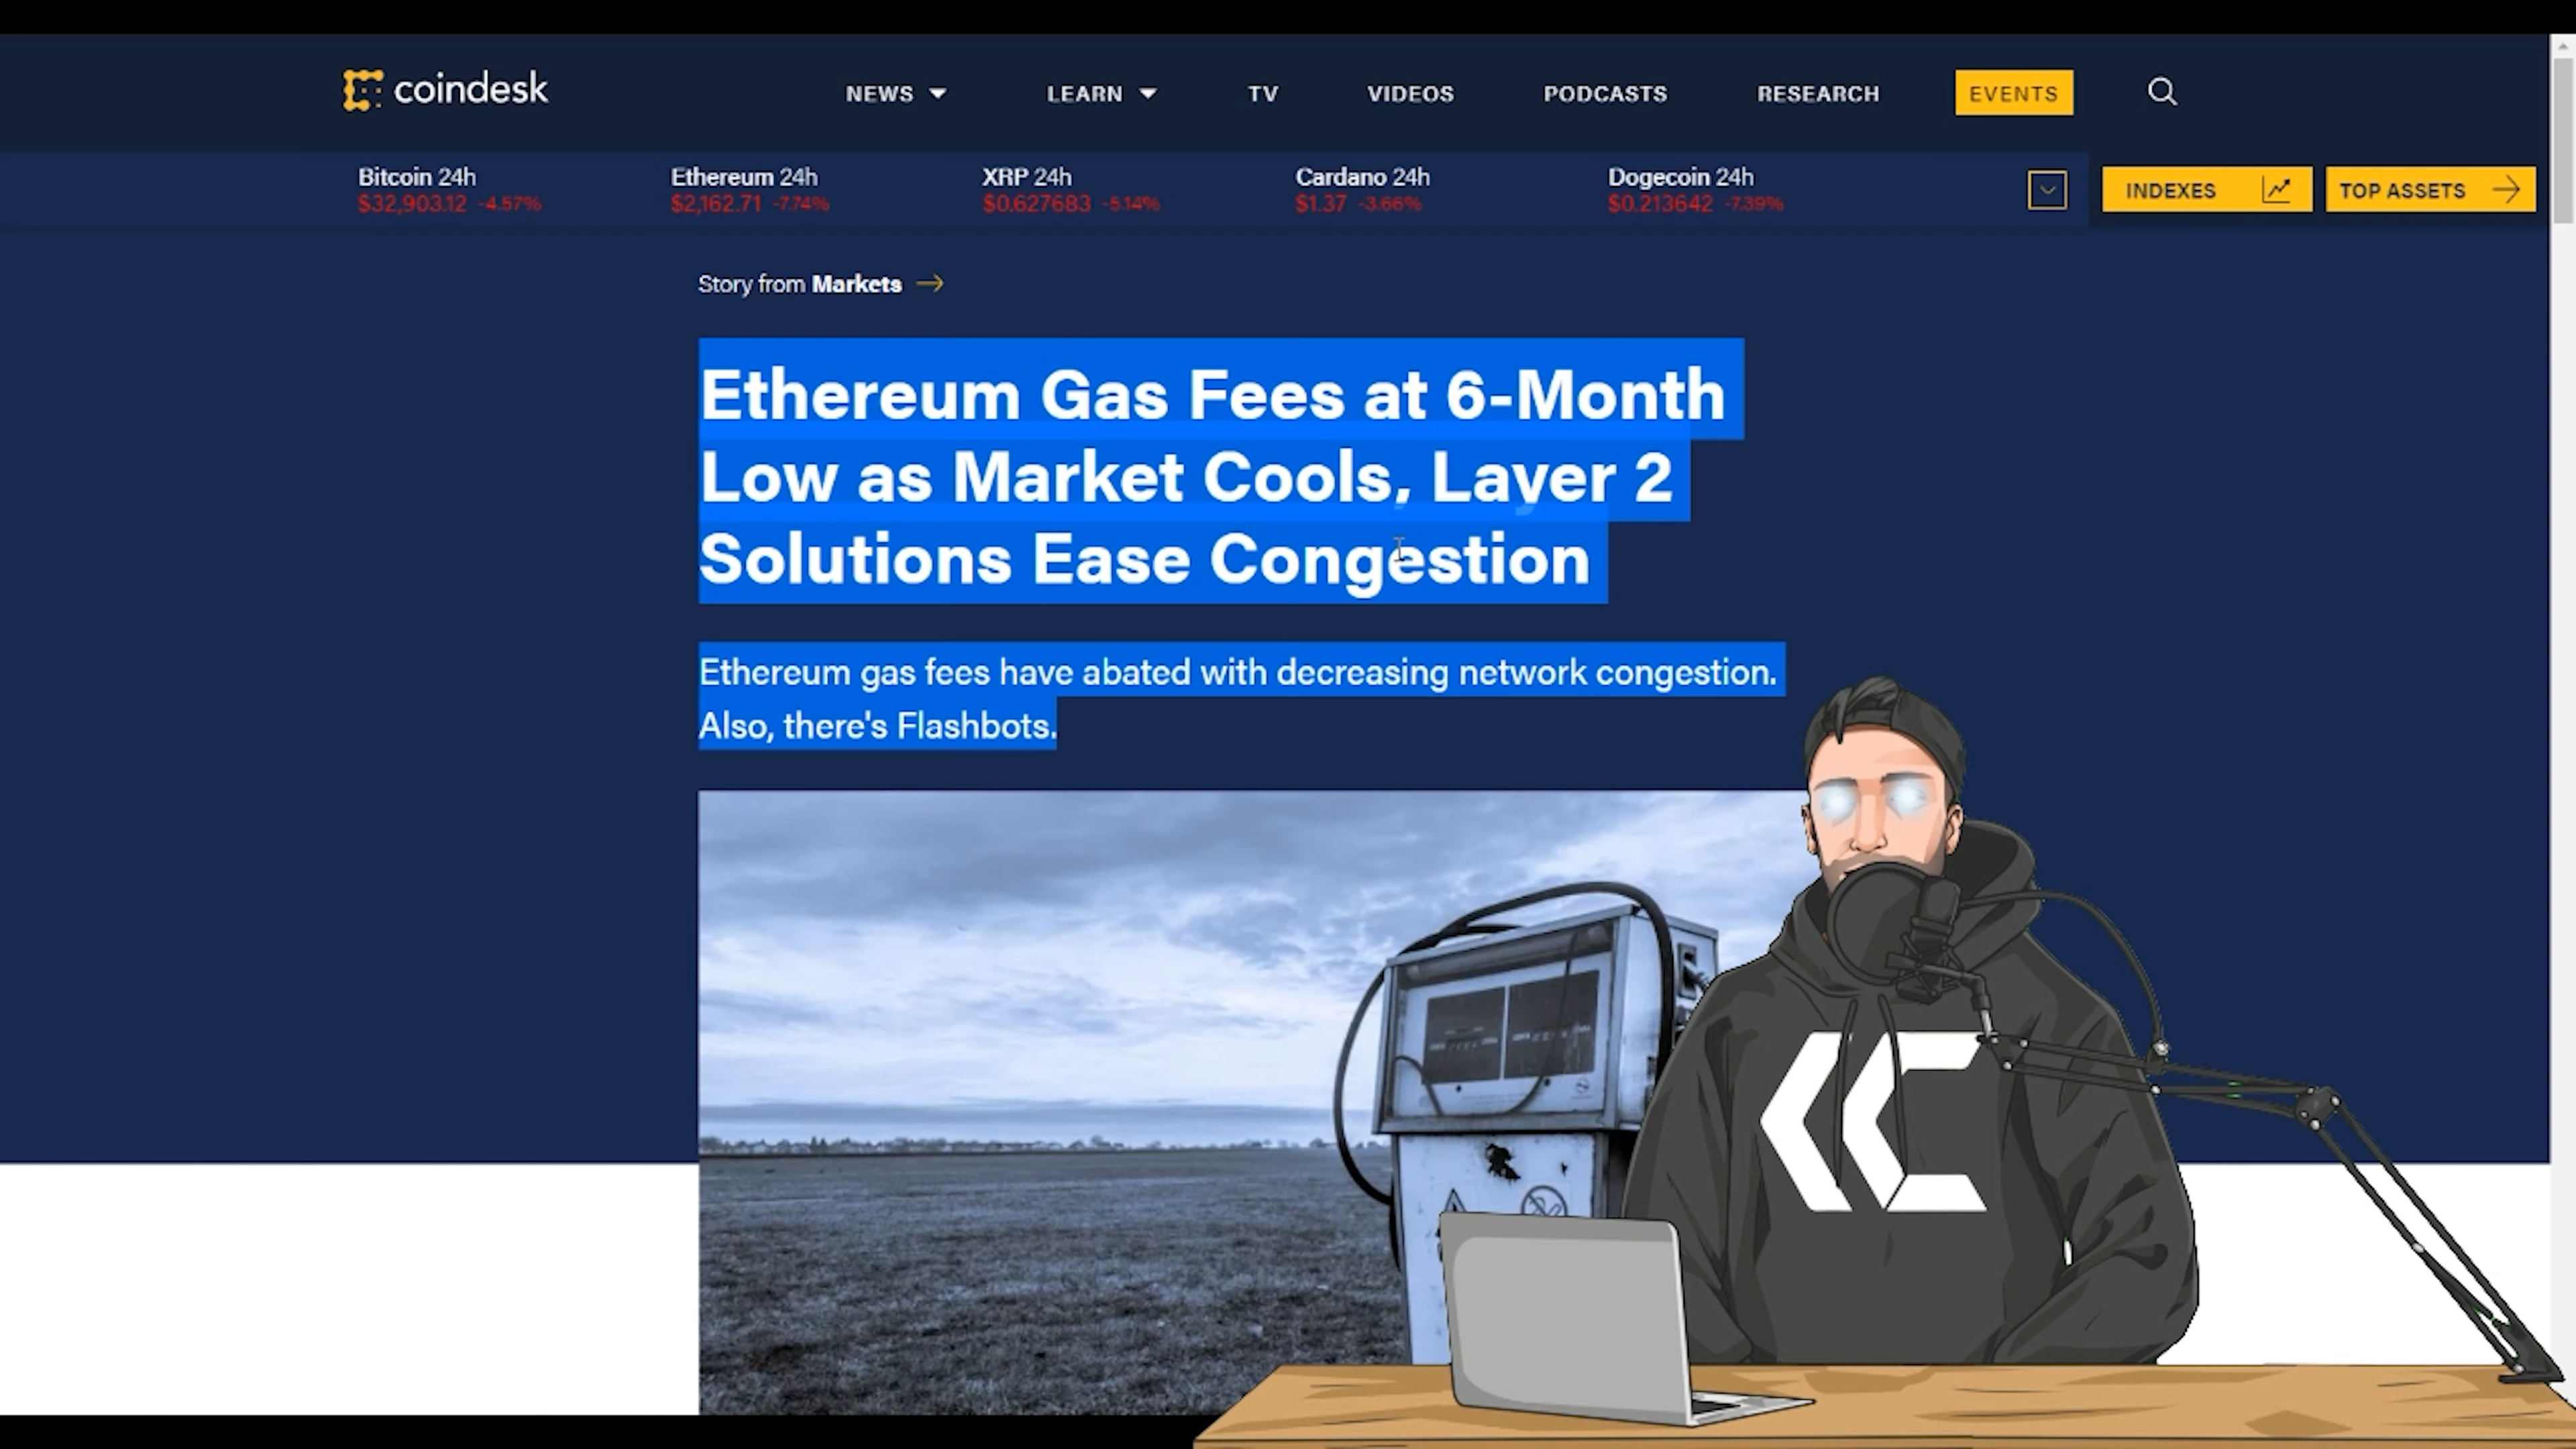 coindesk
NEWS LEARN TV VIDEOS PODCASTS RESEARCH EVENTS
Bitcoin 24h Ethereum 24h XRP 24h Cardano 24h Dogecoin 24h
$32,903.12 -4.57% $2,162.71 -7.74% $0.627683 -5.14% $1.37 -3.66% $0.213642 -7.39%
INDEXES TOP ASSETS
Story from Markets
Ethereum Gas Fees at 6-Month
Low as Market Cools, Layer 2
Solutions Ease Congestion
Ethereum gas fees have abated with decreasing network congestion.
Also, there's Flashbots.